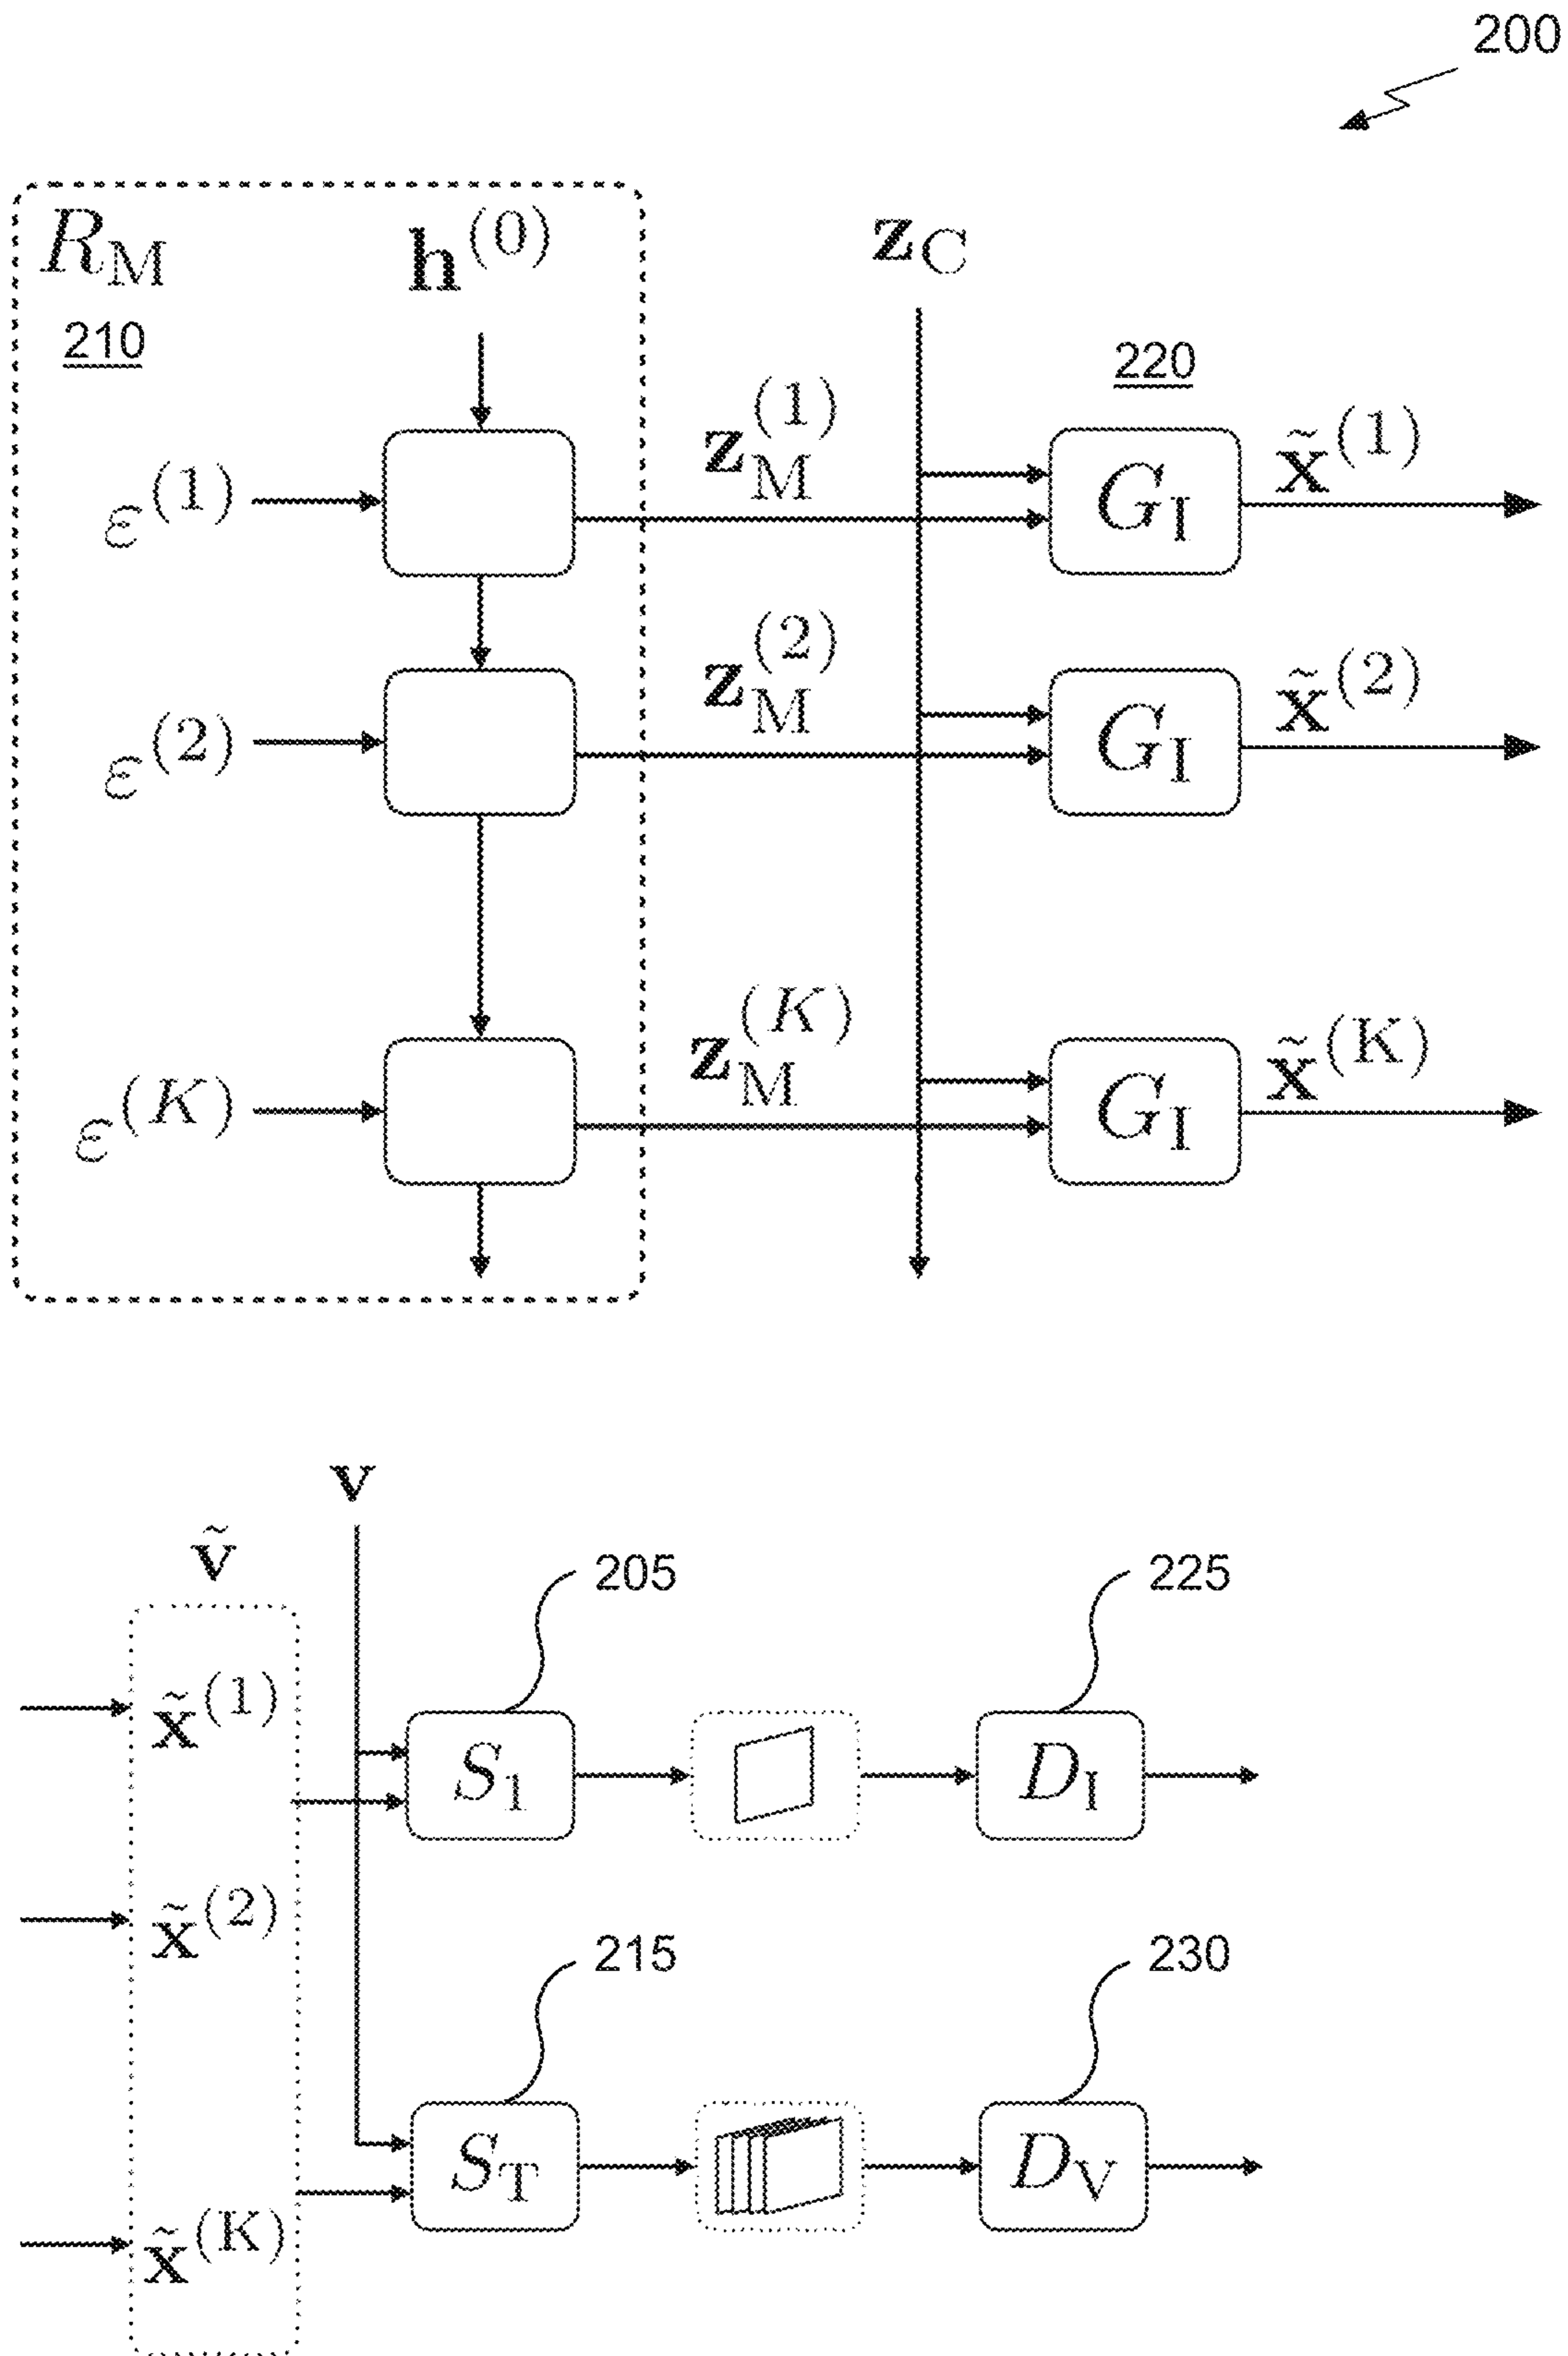 200
R_M
h^(0)
z_C
210
220
ε^(1)
z_M^(1)
G_I
x̃^(1)
ε^(2)
z_M^(2)
G_I
x̃^(2)
ε^(K)
z_M^(K)
G_I
x̃^(K)
v
ṽ
205
225
x̃^(1)
S_1
D_I
x̃^(2)
215
230
S_T
D_V
x̃^(K)